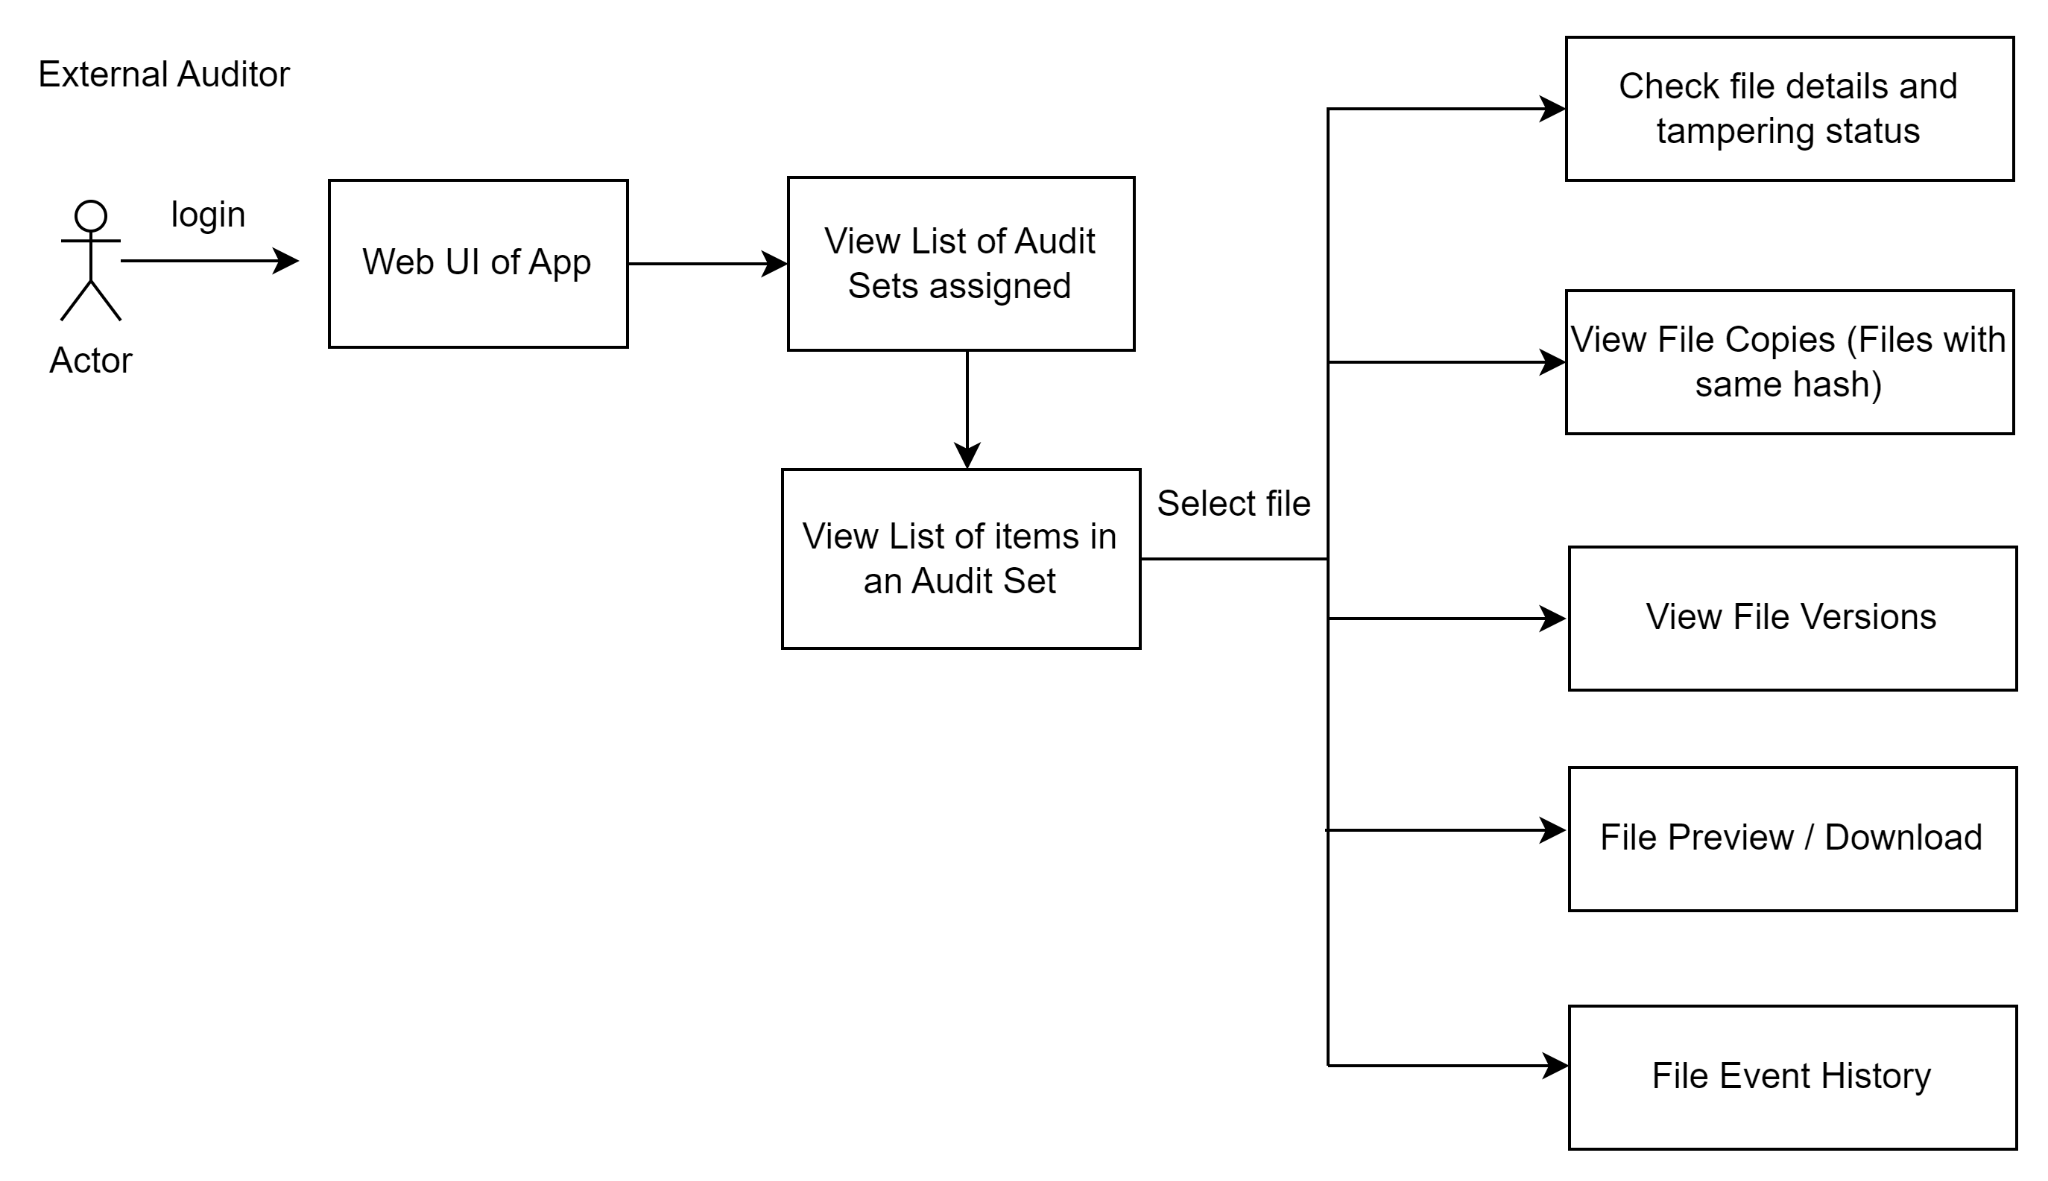 External Auditor
login
Actor
Web UI of App
View List of Audit
Sets assigned
View List of items in
an Audit Set
Select file
Check file details and
tampering status
View File Copies (Files with
same hash)
View File Versions
File Preview / Download
File Event History